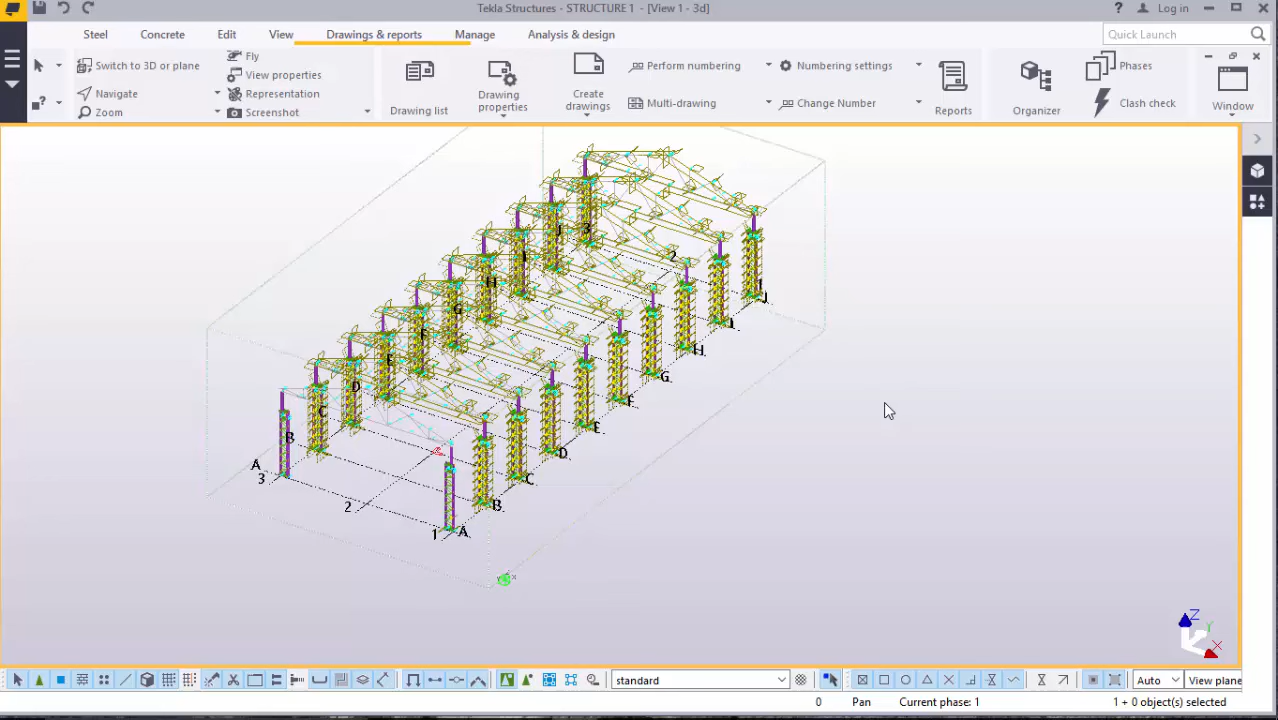 Tekla Structures - STRUCTURE 1 - [View 1 - 3d]
? Log in
Steel Concrete Edit View Drawings & reports Manage Analysis & design
Quick Launch
Switch to 3D or plane
Navigate
Zoom
Fly
View properties
Representation
Screenshot
Drawing list
Drawing properties
Create drawings
Perform numbering
Multi-drawing
Numbering settings
Change Number
Reports
Organizer
Phases
Clash check
Window
J
3
I
2
H
1
J
G
I
F
H
E
G
D
F
C
E
B
D
A
3
C
2
B
1 A
x
Z
Y
X
standard
Auto
View plane
0
Pan
Current phase: 1
1 + 0 object(s) selected